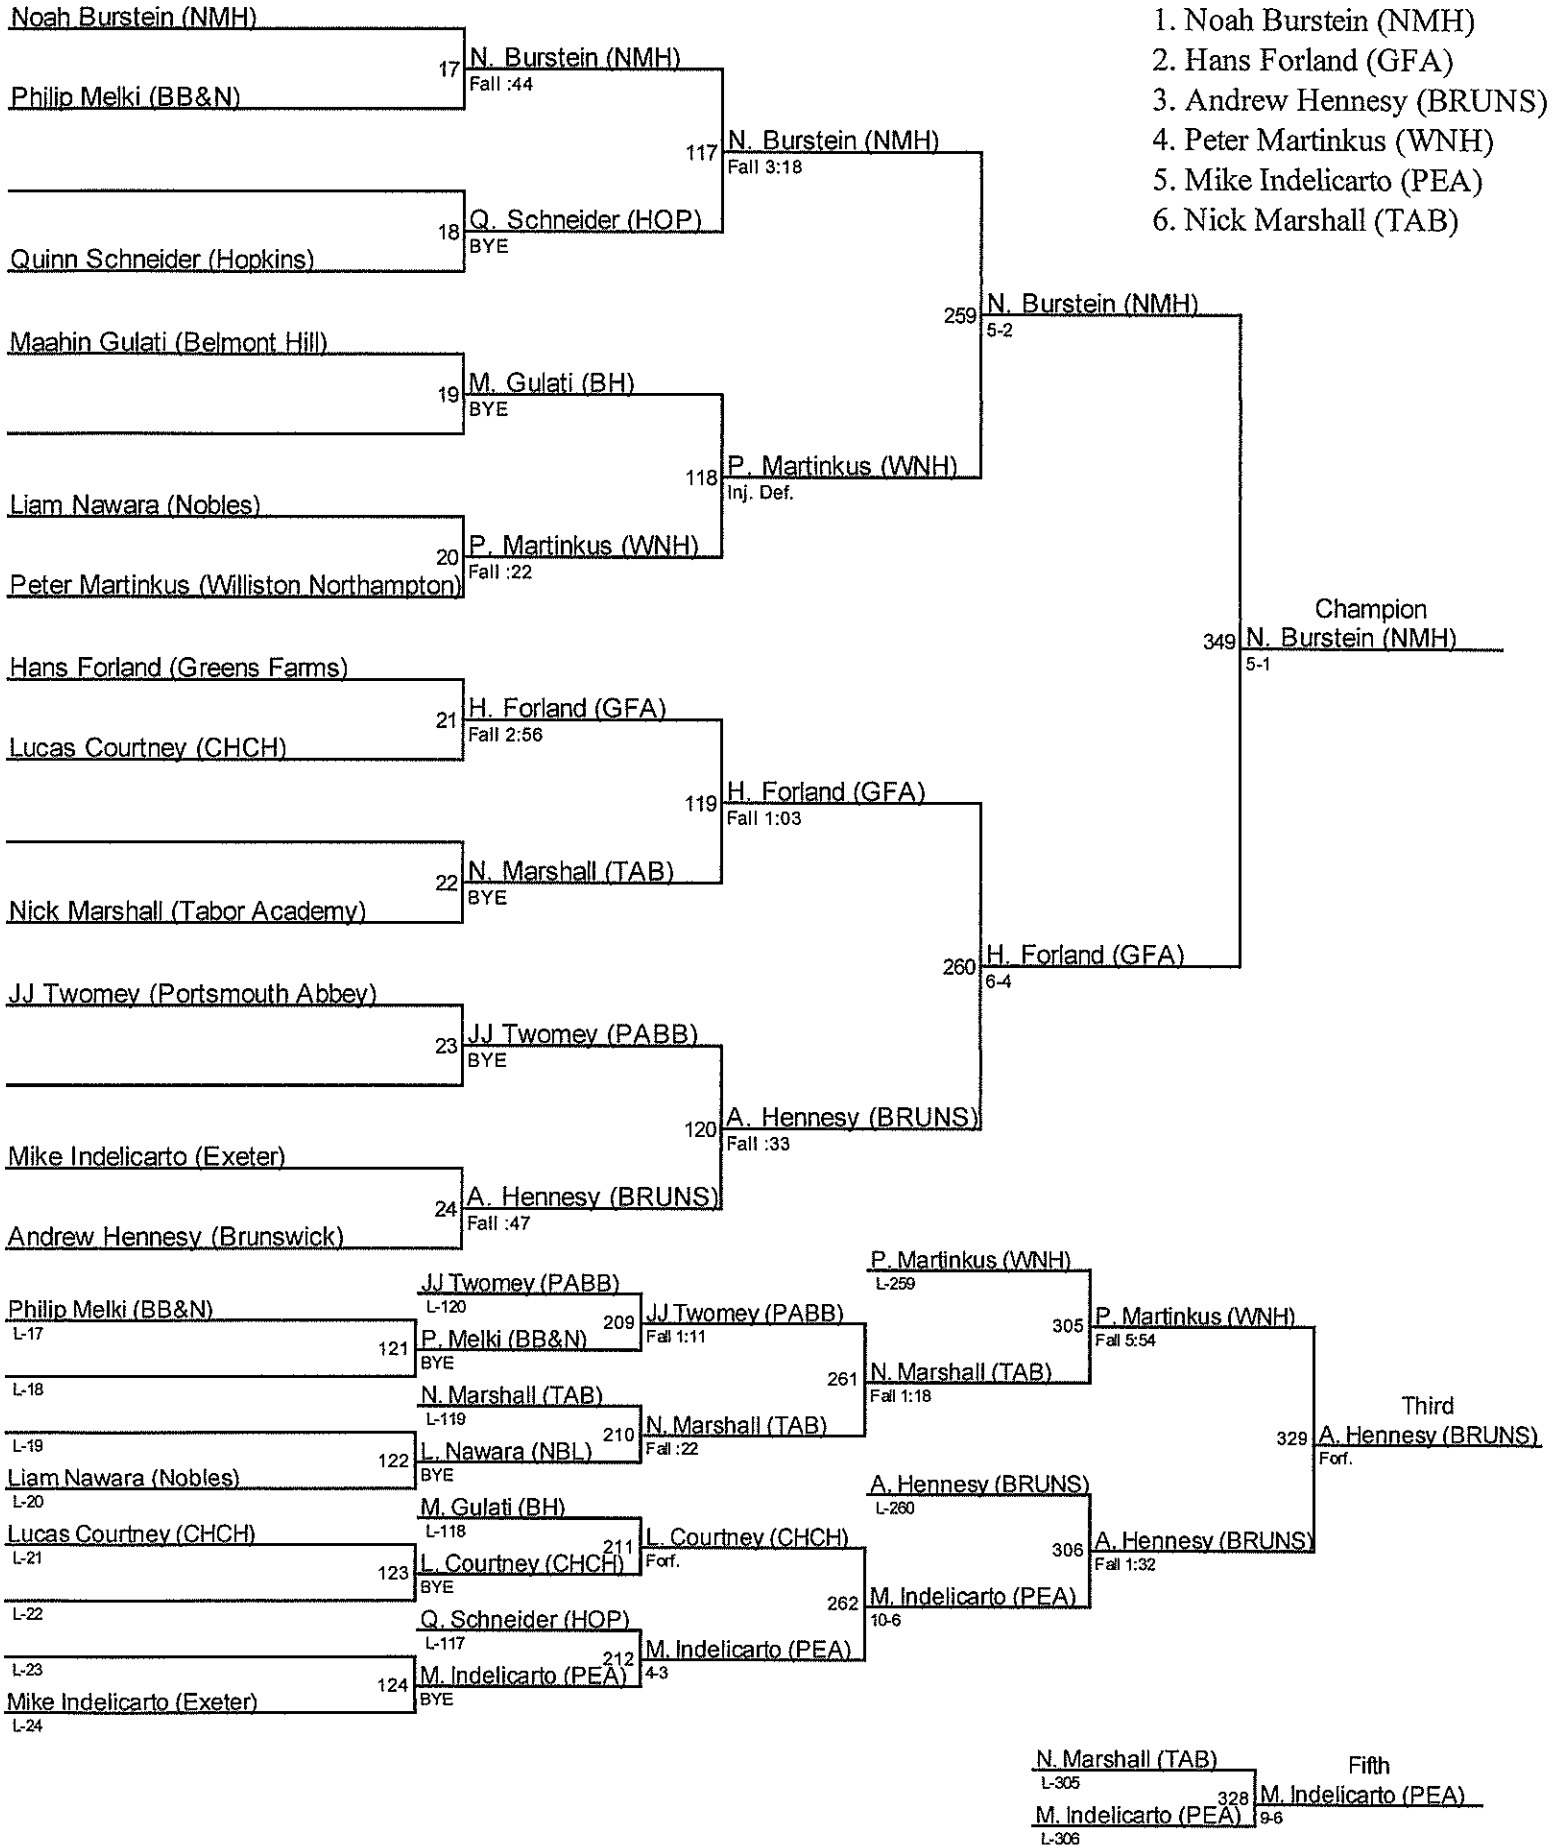 1. Noah Burstein (NMH)
2. Hans Forland (GFA)
3. Andrew Hennesy (BRUNS)
4. Peter Martinkus (WNH)
5. Mike Indelicarto (PEA)
6. Nick Marshall (TAB)
Noah Burstein (NMH)
17 N. Burstein (NMH)
Fall :44
Philip Melki (BB&N)
117 N. Burstein (NMH)
Fall 3:18
18 Q. Schneider (HOP)
BYE
Quinn Schneider (Hopkins)
259 N. Burstein (NMH)
5-2
Maahin Gulati (Belmont Hill)
19 M. Gulati (BH)
BYE
118 P. Martinkus (WNH)
Inj. Def.
Liam Nawara (Nobles)
20 P. Martinkus (WNH)
Fall :22
Peter Martinkus (Williston Northampton)
Champion
349 N. Burstein (NMH)
5-1
Hans Forland (Greens Farms)
21 H. Forland (GFA)
Fall 2:56
Lucas Courtney (CHCH)
119 H. Forland (GFA)
Fall 1:03
22 N. Marshall (TAB)
BYE
Nick Marshall (Tabor Academy)
260 H. Forland (GFA)
6-4
JJ Twomey (Portsmouth Abbey)
23 JJ Twomey (PABB)
BYE
120 A. Hennesy (BRUNS)
Fall :33
Mike Indelicarto (Exeter)
24 A. Hennesy (BRUNS)
Fall :47
Andrew Hennesy (Brunswick)
Philip Melki (BB&N)
L-17
121 P. Melki (BB&N)
BYE
L-18
L-19
122 L. Nawara (NBL)
BYE
Liam Nawara (Nobles)
L-20
Lucas Courtney (CHCH)
L-21
123 L. Courtney (CHCH)
BYE
L-22
L-23
124 M. Indelicarto (PEA)
BYE
Mike Indelicarto (Exeter)
L-24
JJ Twomey (PABB)
L-120
209 JJ Twomey (PABB)
Fall 1:11
N. Marshall (TAB)
L-119
210 N. Marshall (TAB)
Fall :22
M. Gulati (BH)
L-118
211 L. Courtney (CHCH)
Forf.
Q. Schneider (HOP)
L-117
212 M. Indelicarto (PEA)
4-3
P. Martinkus (WNH)
L-259
261 N. Marshall (TAB)
Fall 1:18
305 P. Martinkus (WNH)
Fall 5:54
A. Hennesy (BRUNS)
L-260
262 M. Indelicarto (PEA)
10-6
306 A. Hennesy (BRUNS)
Fall 1:32
Third
329 A. Hennesy (BRUNS)
Forf.
N. Marshall (TAB)
L-305
Fifth
328 M. Indelicarto (PEA)
9-6
M. Indelicarto (PEA)
L-306